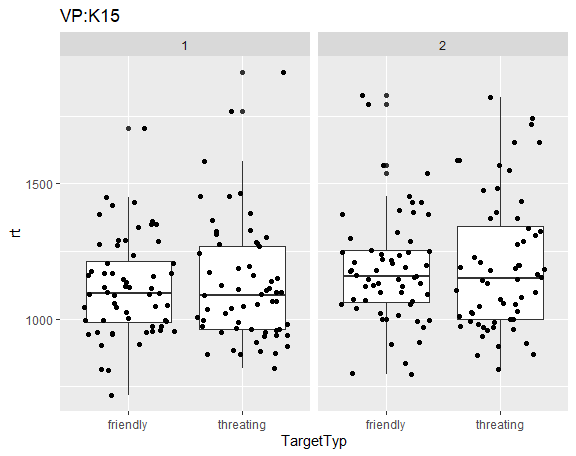 VP:K15
1
2
1500
1000
rt
friendly
threating
friendly
threating
TargetTyp